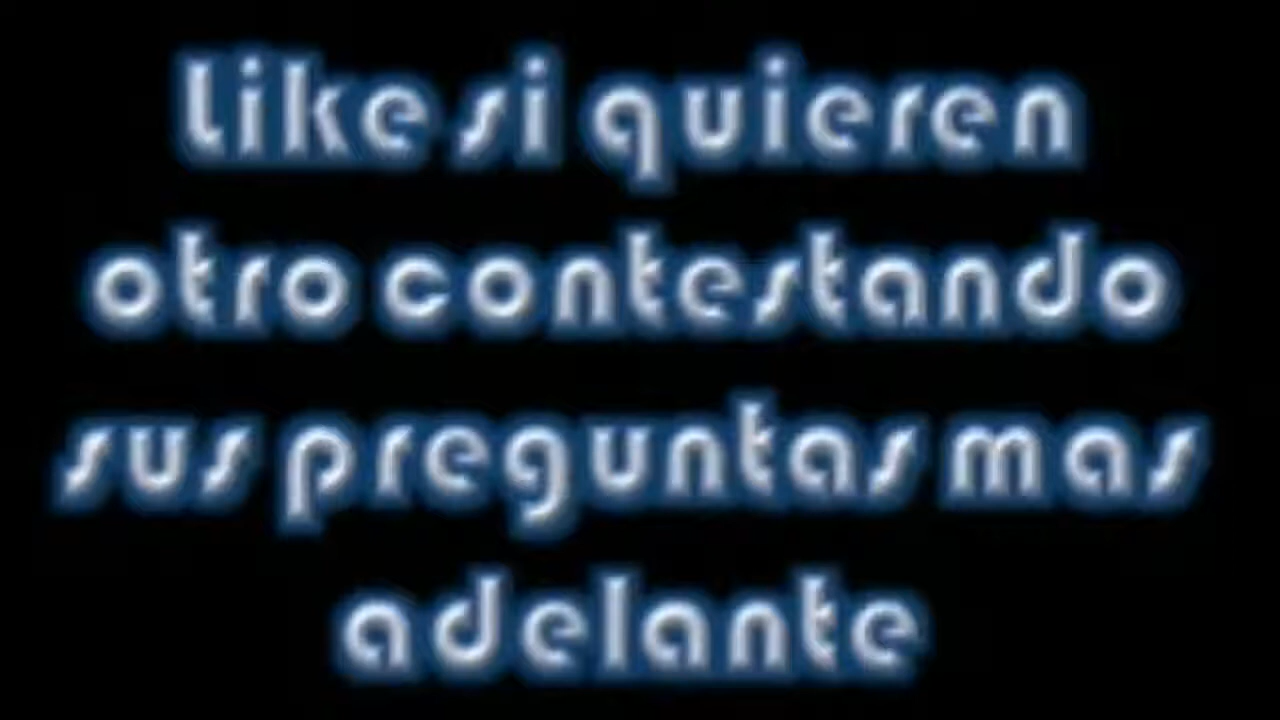 Like si quieren
otro contestando
sus preguntas mas
adelante